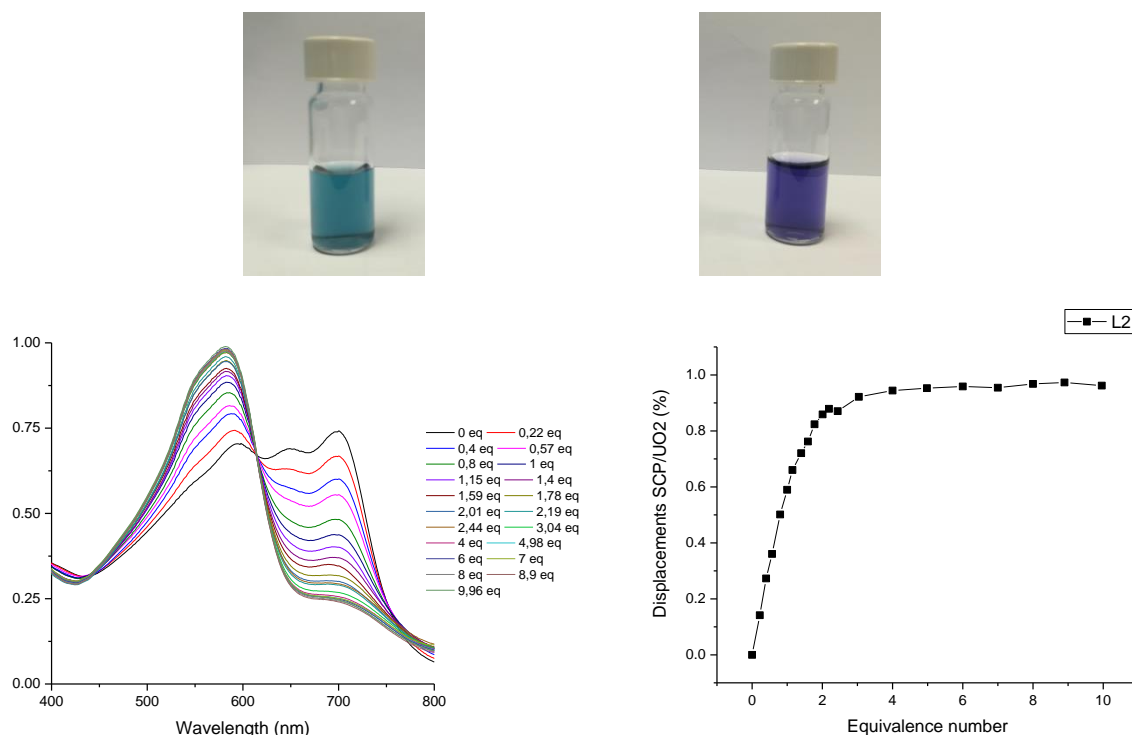 1.00
0.75
0.50
0.25
0.00
400 450 500 550 600 650 700 750 800
Wavelength (nm)
0 eq 0,22 eq
0,4 eq 0,57 eq
0,8 eq 1 eq
1,15 eq 1,4 eq
1,59 eq 1,78 eq
2,01 eq 2,19 eq
2,44 eq 3,04 eq
4 eq 4,98 eq
6 eq 7 eq
8 eq 8,9 eq
9,96 eq
L2
Displacements SCP/UO2 (%)
1.0
0.8
0.6
0.4
0.2
0.0
0 2 4 6 8 10
Equivalence number